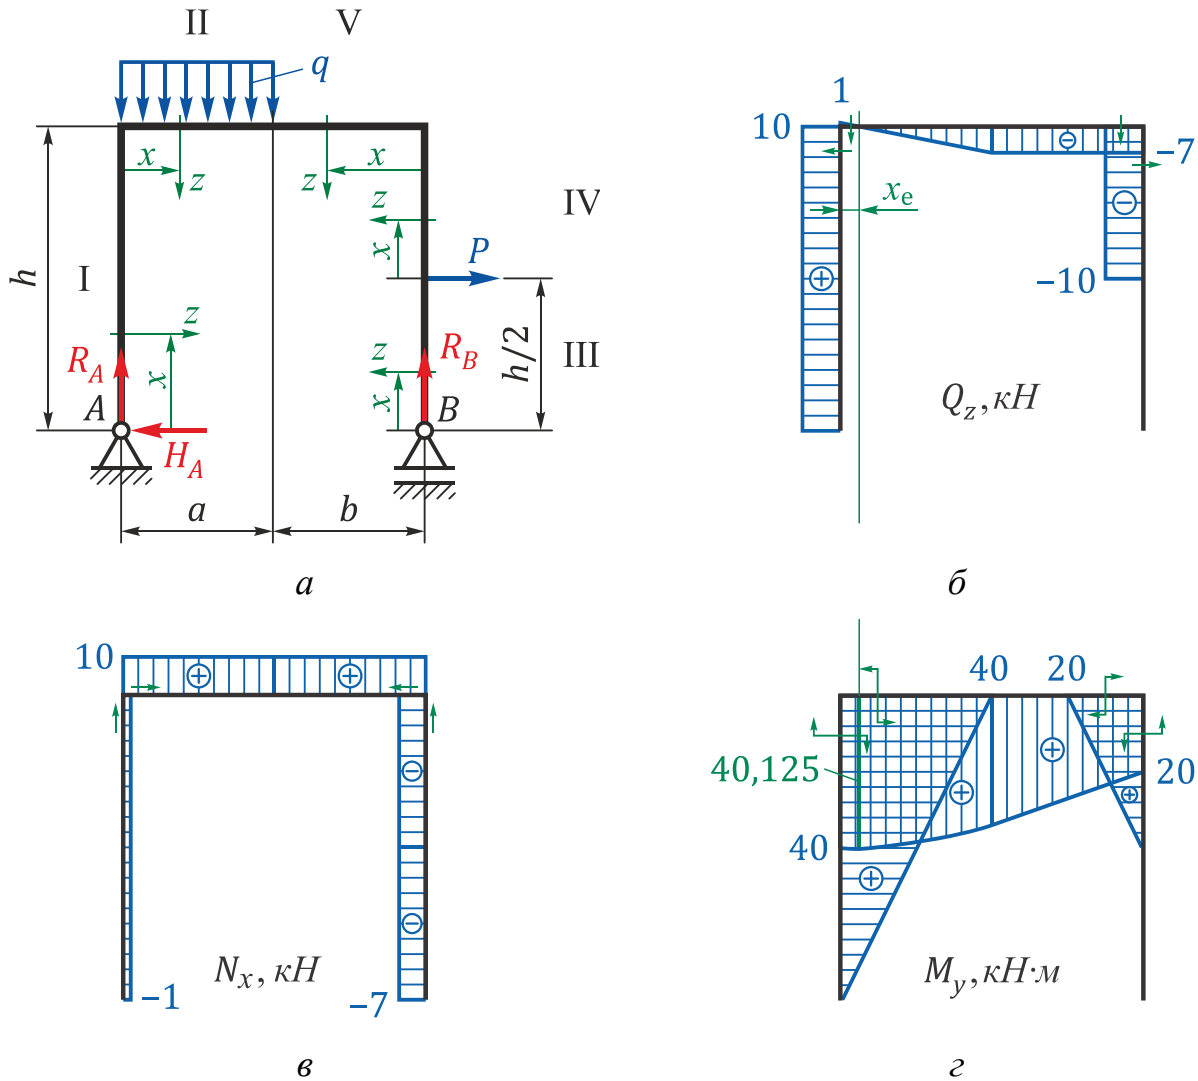 II V
q
x x
z z
z
IV
x
P
h
I
z
h/2
III
R_A
x
z
R_B
x
A
B
H_A
a b
а
1
10
−7
x_e
−10
Q_z, кН
б
10
−1
N_x, кН
−7
в
40 20
40,125
20
40
M_y, кН·м
г